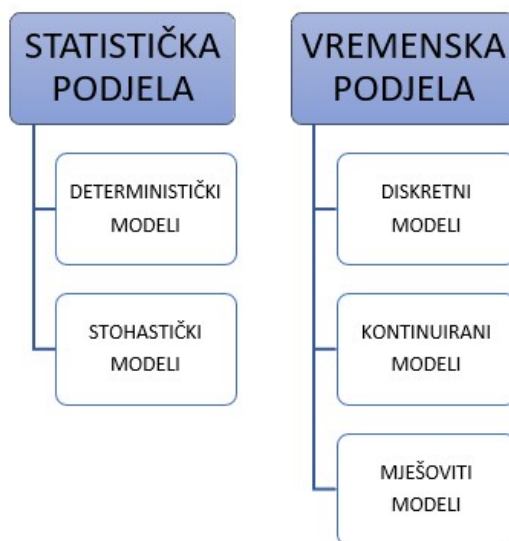 STATISTIČKA
PODJELA
DETERMINISTIČKI
MODELI
STOHASTIČKI
MODELI
VREMENSKA
PODJELA
DISKRETNI
MODELI
KONTINUIRANI
MODELI
MJEŠOVITI
MODELI